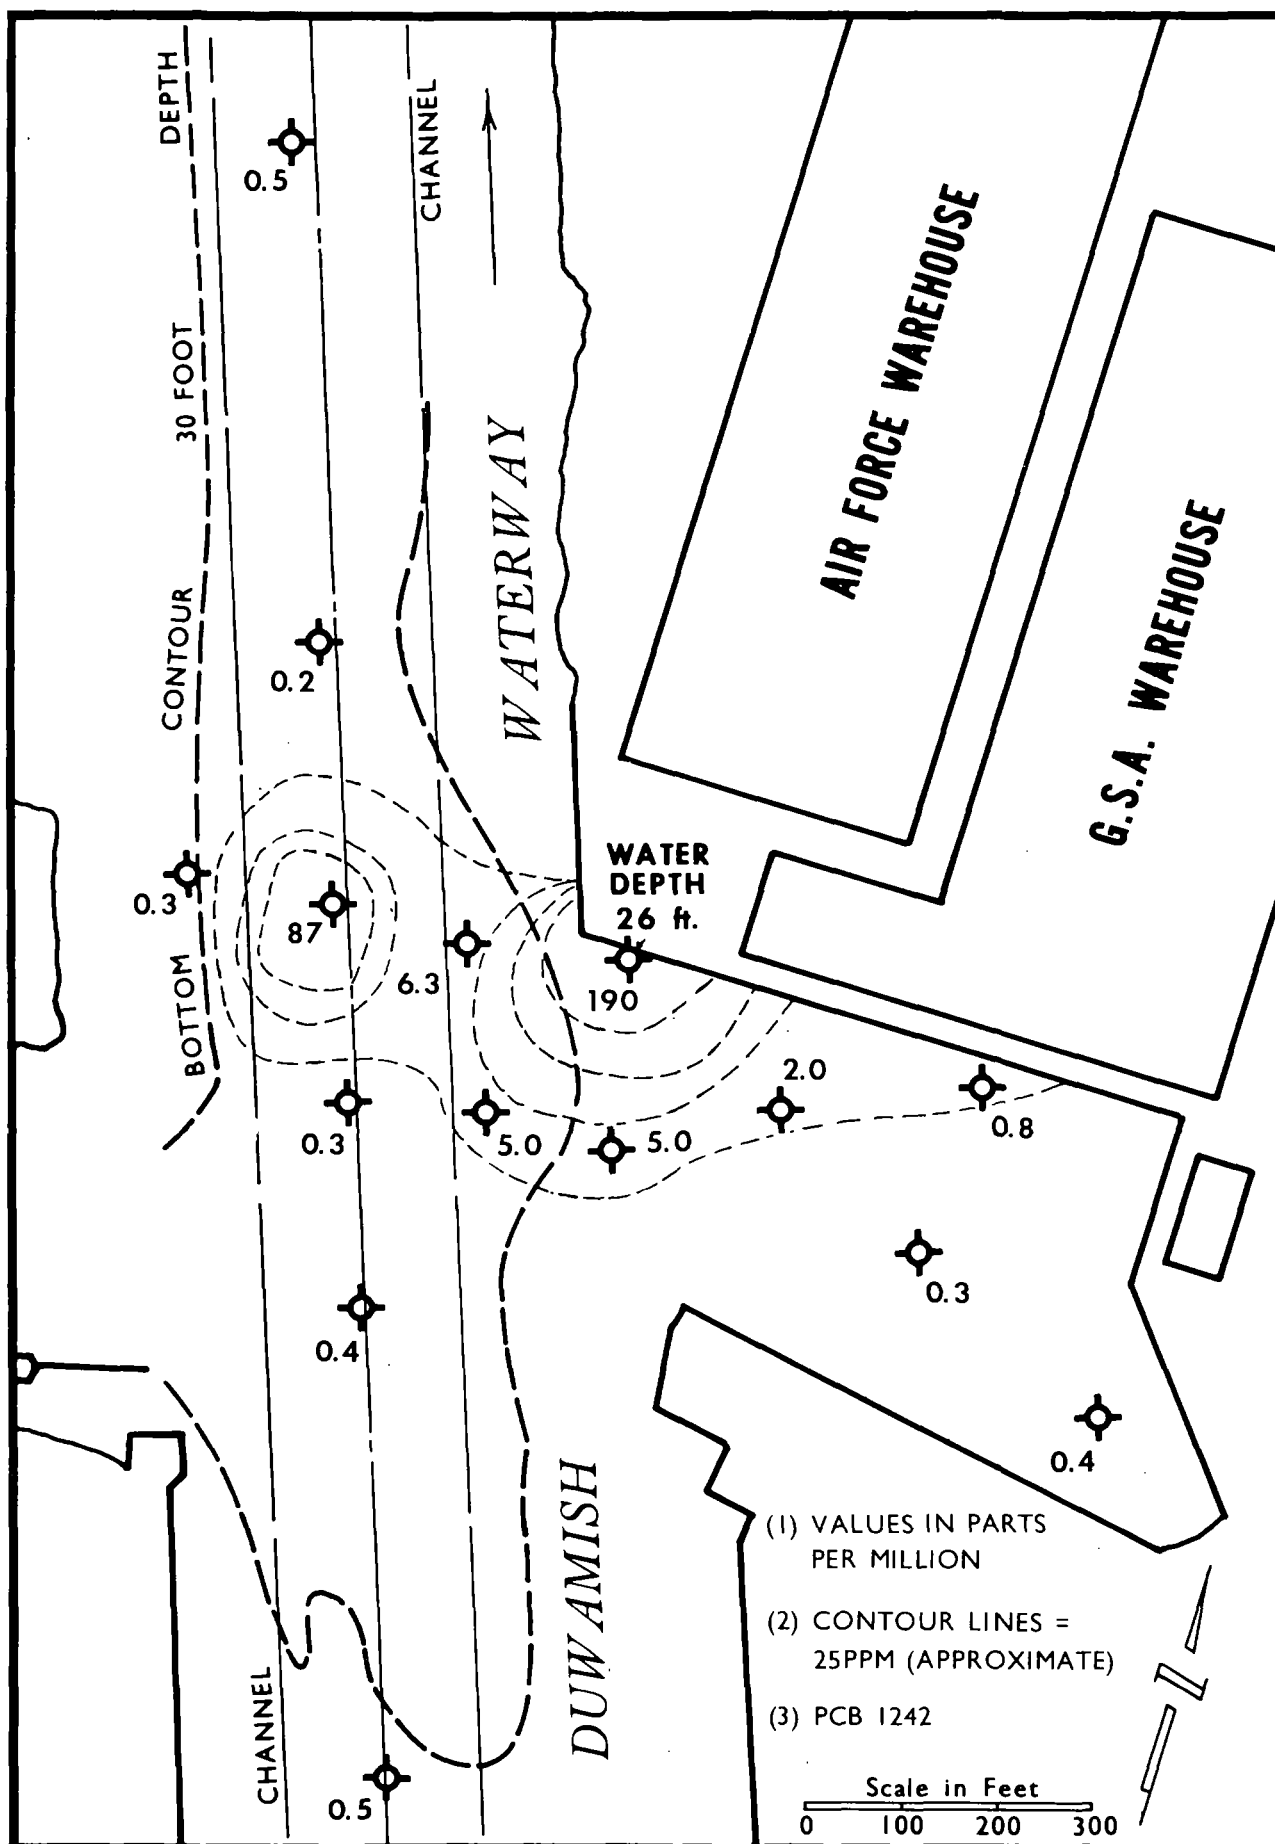 DEPTH
CHANNEL
0.5
30 FOOT
WATERWAY
AIR FORCE WAREHOUSE
G.S.A. WAREHOUSE
CONTOUR
0.2
WATER
DEPTH
26 ft.
0.3
87
6.3
190
BOTTOM
2.0
0.3
5.0
5.0
0.8
0.3
0.4
0.4
DUWAMISH
(1) VALUES IN PARTS
PER MILLION
(2) CONTOUR LINES =
25PPM (APPROXIMATE)
(3) PCB 1242
CHANNEL
0.5
N
Scale in Feet
0 100 200 300